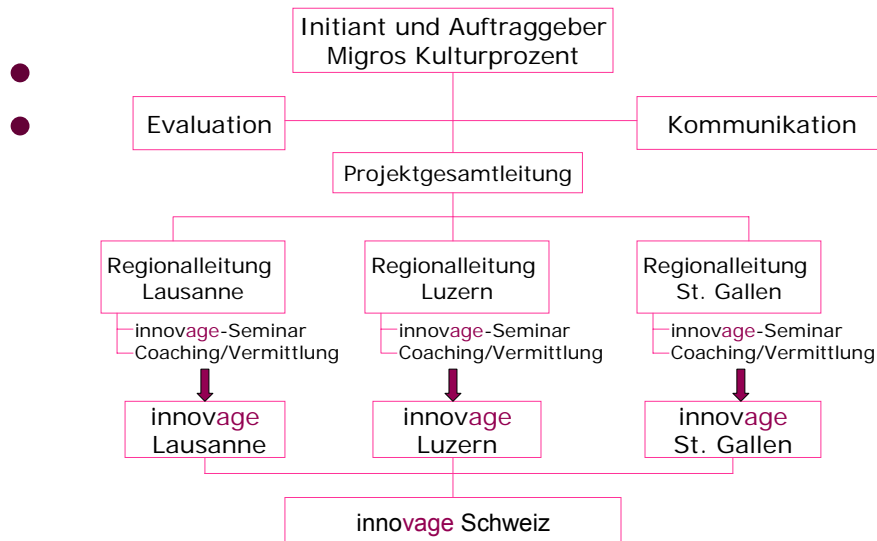 Initiant und Auftraggeber
Migros Kulturprozent
Evaluation
Kommunikation
Projektgesamtleitung
Regionalleitung
Lausanne
innovage-Seminar
Coaching/Vermittlung
Regionalleitung
Luzern
innovage-Seminar
Coaching/Vermittlung
Regionalleitung
St. Gallen
innovage-Seminar
Coaching/Vermittlung
innovage
Lausanne
innovage
Luzern
innovage
St. Gallen
innovage Schweiz